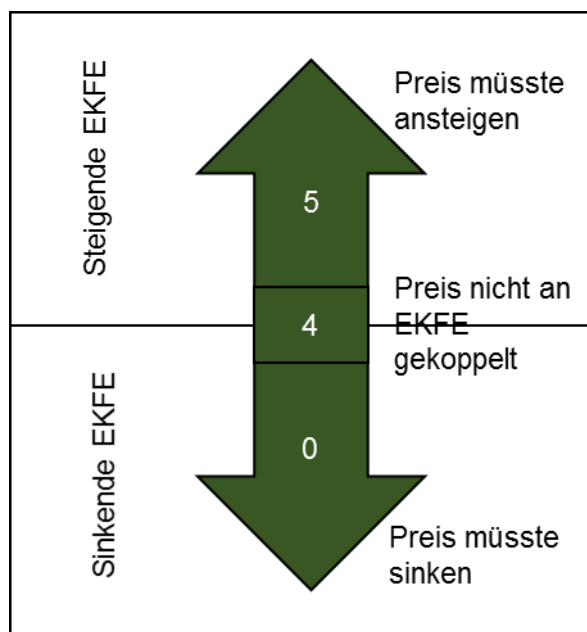 Steigende EKFE
Preis müsste
ansteigen
5
Preis nicht an
EKFE
gekoppelt
4
Sinkende EKFE
0
Preis müsste
sinken